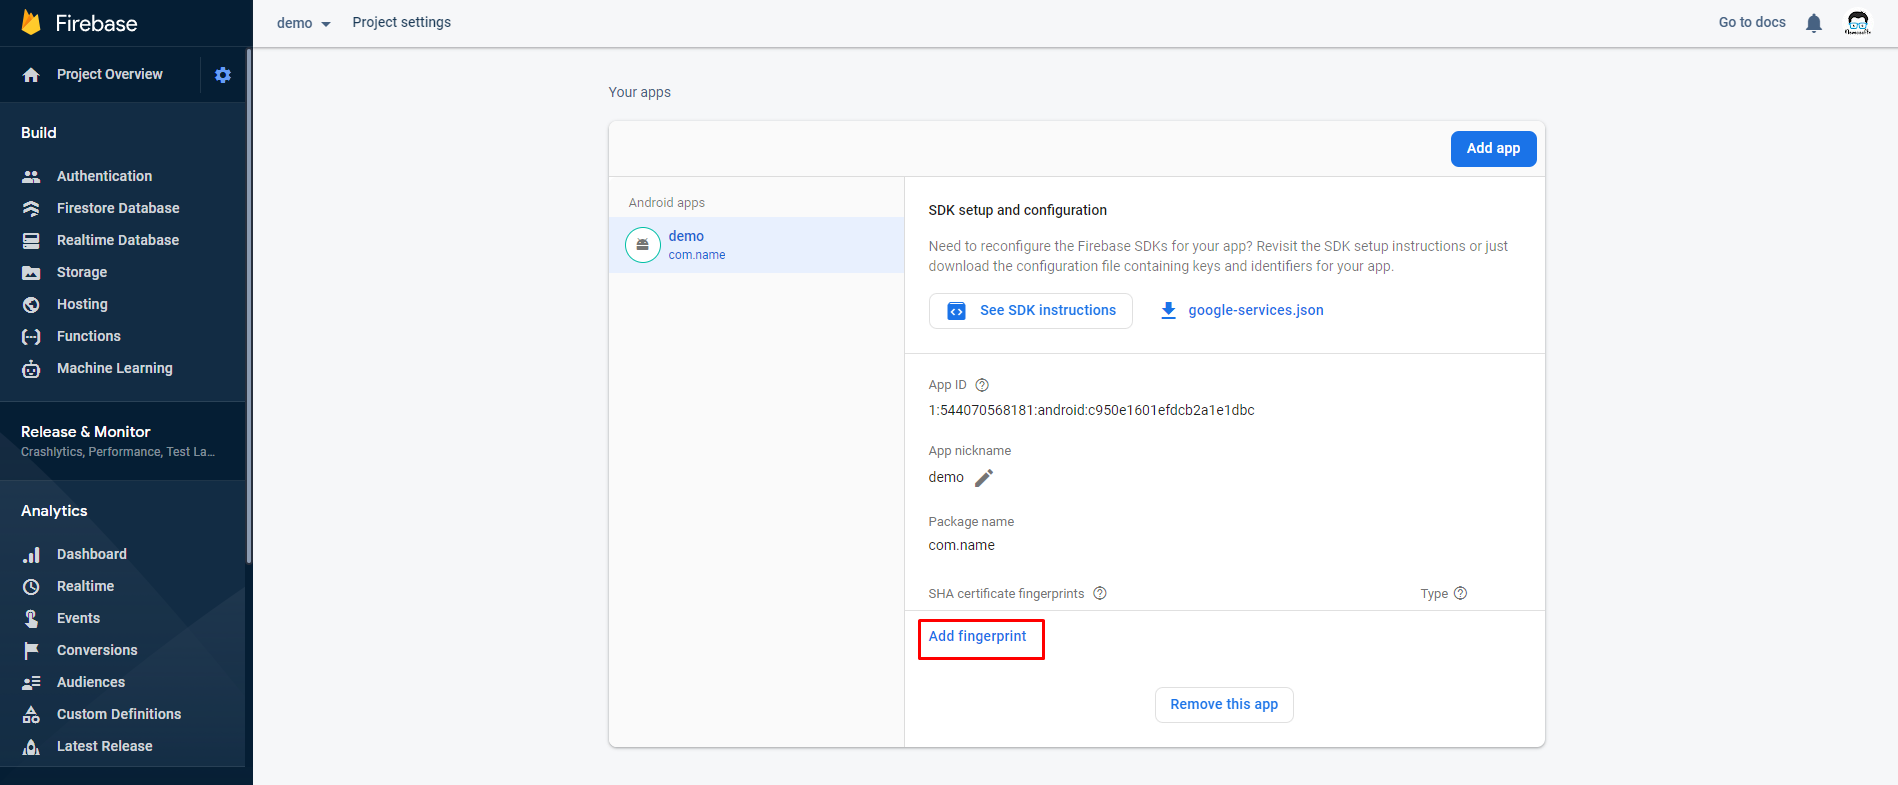 Firebase
demo
Project settings
Go to docs
Project Overview
Build
Authentication
Firestore Database
Realtime Database
Storage
Hosting
Functions
Machine Learning
Release & Monitor
Crashlytics, Performance, Test La...
Analytics
Dashboard
Realtime
Events
Conversions
Audiences
Custom Definitions
Latest Release
Your apps
Add app
Android apps
demo
com.name
SDK setup and configuration
Need to reconfigure the Firebase SDKs for your app? Revisit the SDK setup instructions or just
download the configuration file containing keys and identifiers for your app.
See SDK instructions
google-services.json
App ID
1:544070568181:android:c950e1601efdcb2a1e1dbc
App nickname
demo
Package name
com.name
SHA certificate fingerprints
Type
Add fingerprint
Remove this app